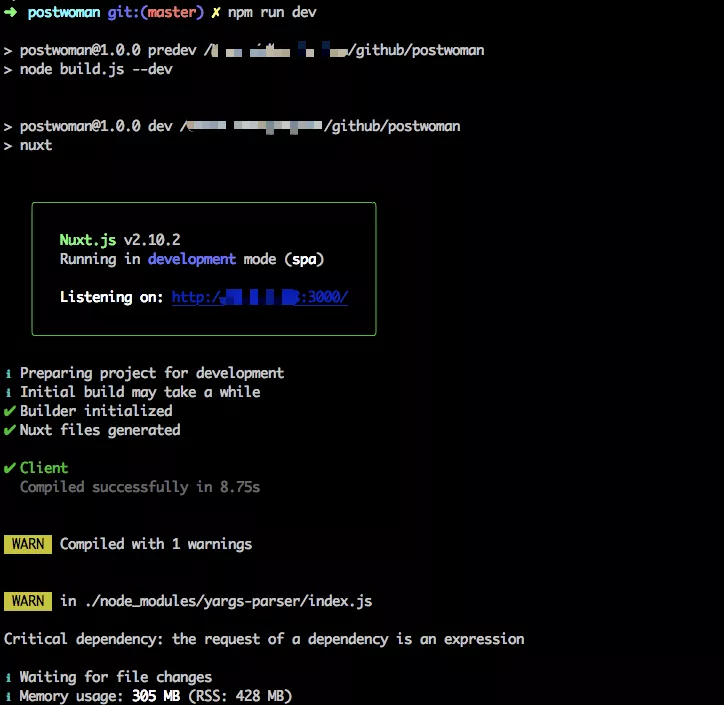 ➜ postwoman git:(master) ✗ npm run dev
> postwoman@1.0.0 predev /github/postwoman
> node build.js --dev
> postwoman@1.0.0 dev /github/postwoman
> nuxt
Nuxt.js v2.10.2
Running in development mode (spa)
Listening on: http:/:3000/
ℹ Preparing project for development
ℹ Initial build may take a while
✔ Builder initialized
✔ Nuxt files generated
✔ Client
Compiled successfully in 8.75s
WARN Compiled with 1 warnings
WARN in ./node_modules/yargs-parser/index.js
Critical dependency: the request of a dependency is an expression
ℹ Waiting for file changes
ℹ Memory usage: 305 MB (RSS: 428 MB)